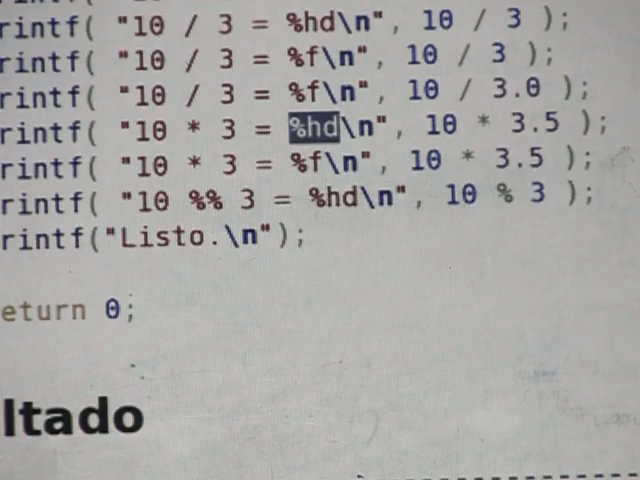 rintf( "10 / 3 = %hd\n", 10 / 3 );
rintf( "10 / 3 = %f\n", 10 / 3 );
rintf( "10 / 3 = %f\n", 10 / 3.0 );
rintf( "10 * 3 = %hd\n", 10 * 3.5 );
rintf( "10 * 3 = %f\n", 10 * 3.5 );
rintf( "10 %% 3 = %hd\n", 10 % 3 );
rintf("Listo.\n");
eturn 0;
ltado